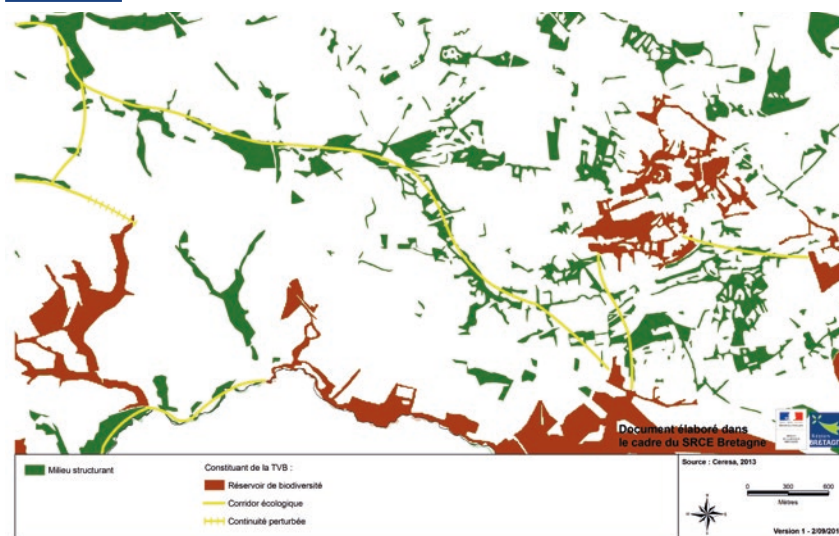 Document élaboré dans
le cadre du SRCE Bretagne
BRETAGNE
Milieu structurant
Constituant de la TVB :
Réservoir de biodiversité
Corridor écologique
Continuité perturbée
Source : Ceresa, 2013
0 300 600
Mètres
Version 1 - 2/09/201